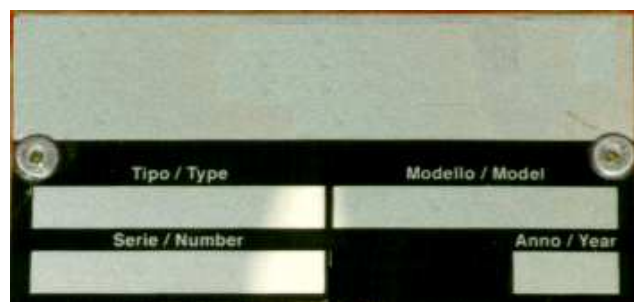 Tipo / Type
Modello / Model
Serie / Number
Anno / Year